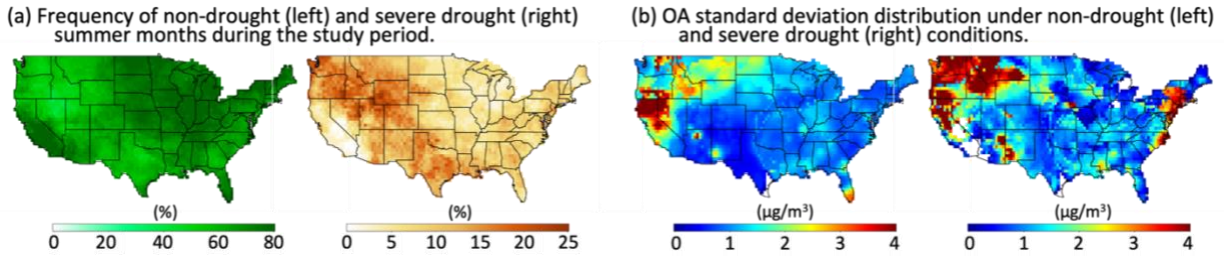 (a) Frequency of non-drought (left) and severe drought (right)
summer months during the study period.
(b) OA standard deviation distribution under non-drought (left)
and severe drought (right) conditions.
(%)
0 20 40 60 80
(%)
0 5 10 15 20 25
(μg/m³)
0 1 2 3 4
(μg/m³)
0 1 2 3 4